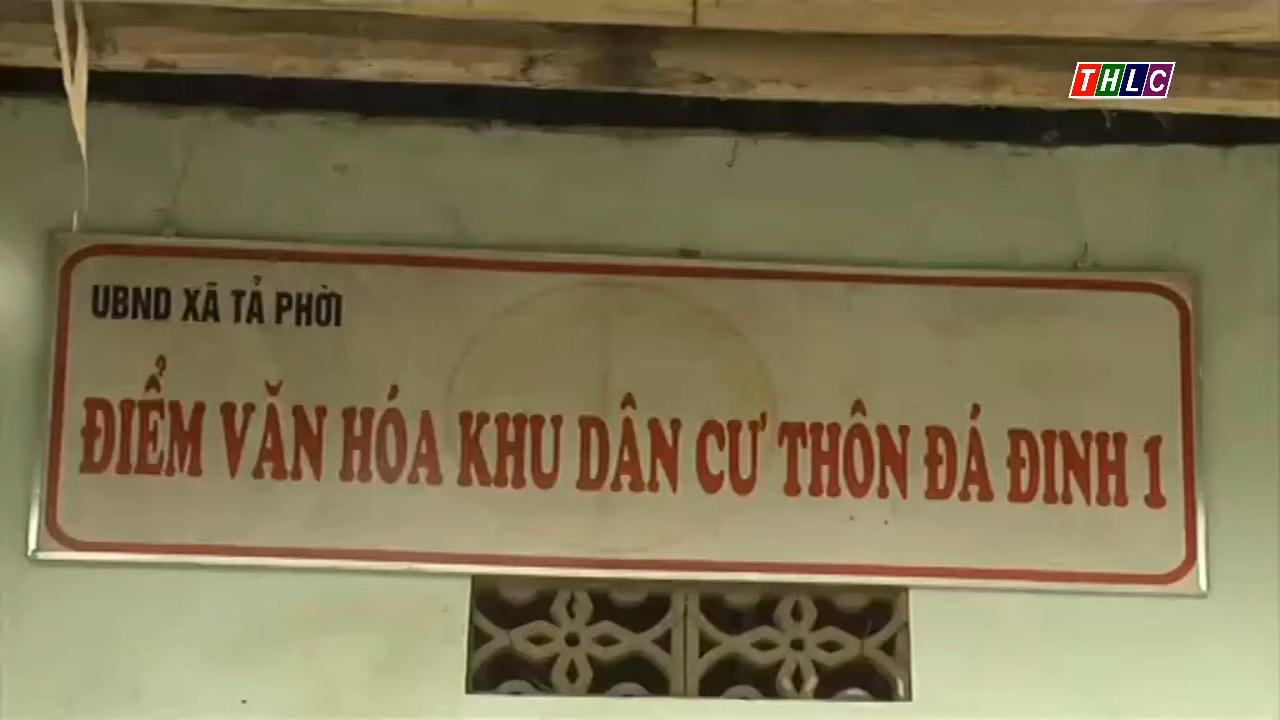 THLC
UBND XÃ TẢ PHỜI
ĐIỂM VĂN HÓA KHU DÂN CƯ THÔN ĐÁ ĐINH 1